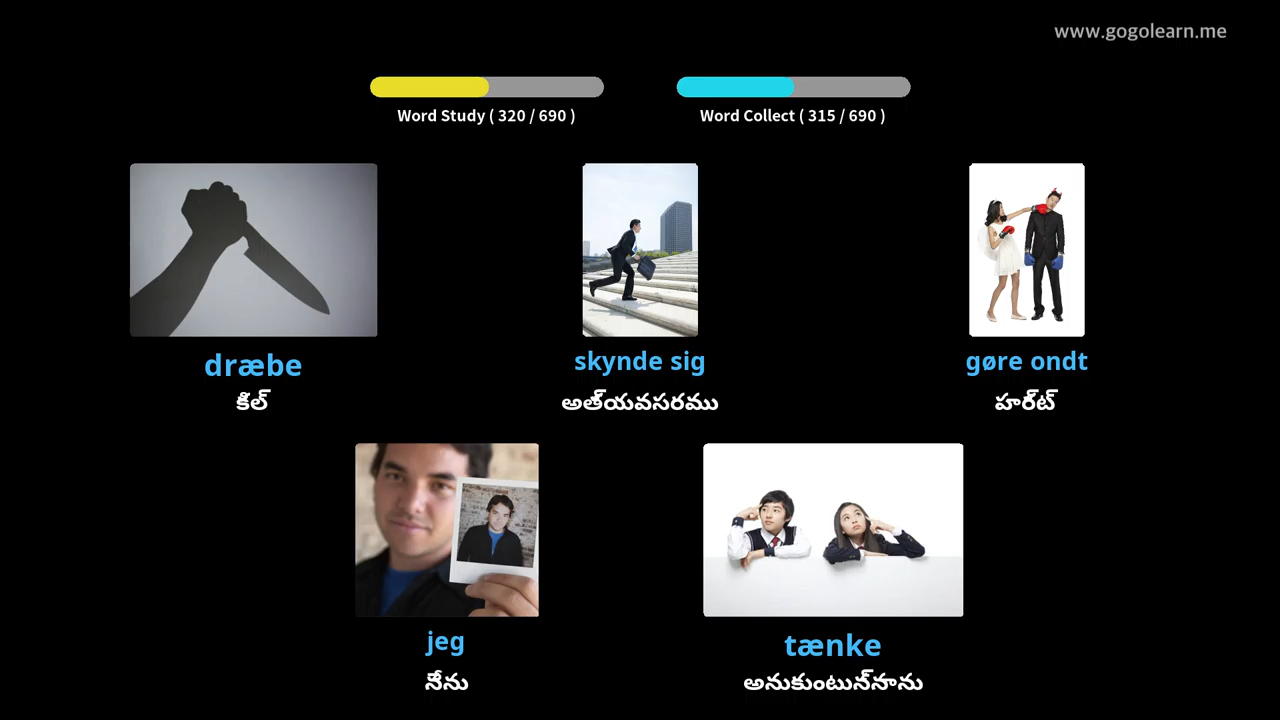 www.gogolearn.me
Word Study ( 320 / 690 )
Word Collect ( 315 / 690 )
dræbe
skynde sig
gøre ondt
కిల్
అత్యవసరము
హర్ట్
jeg
tænke
నేను
అనుకుంటున్నాను